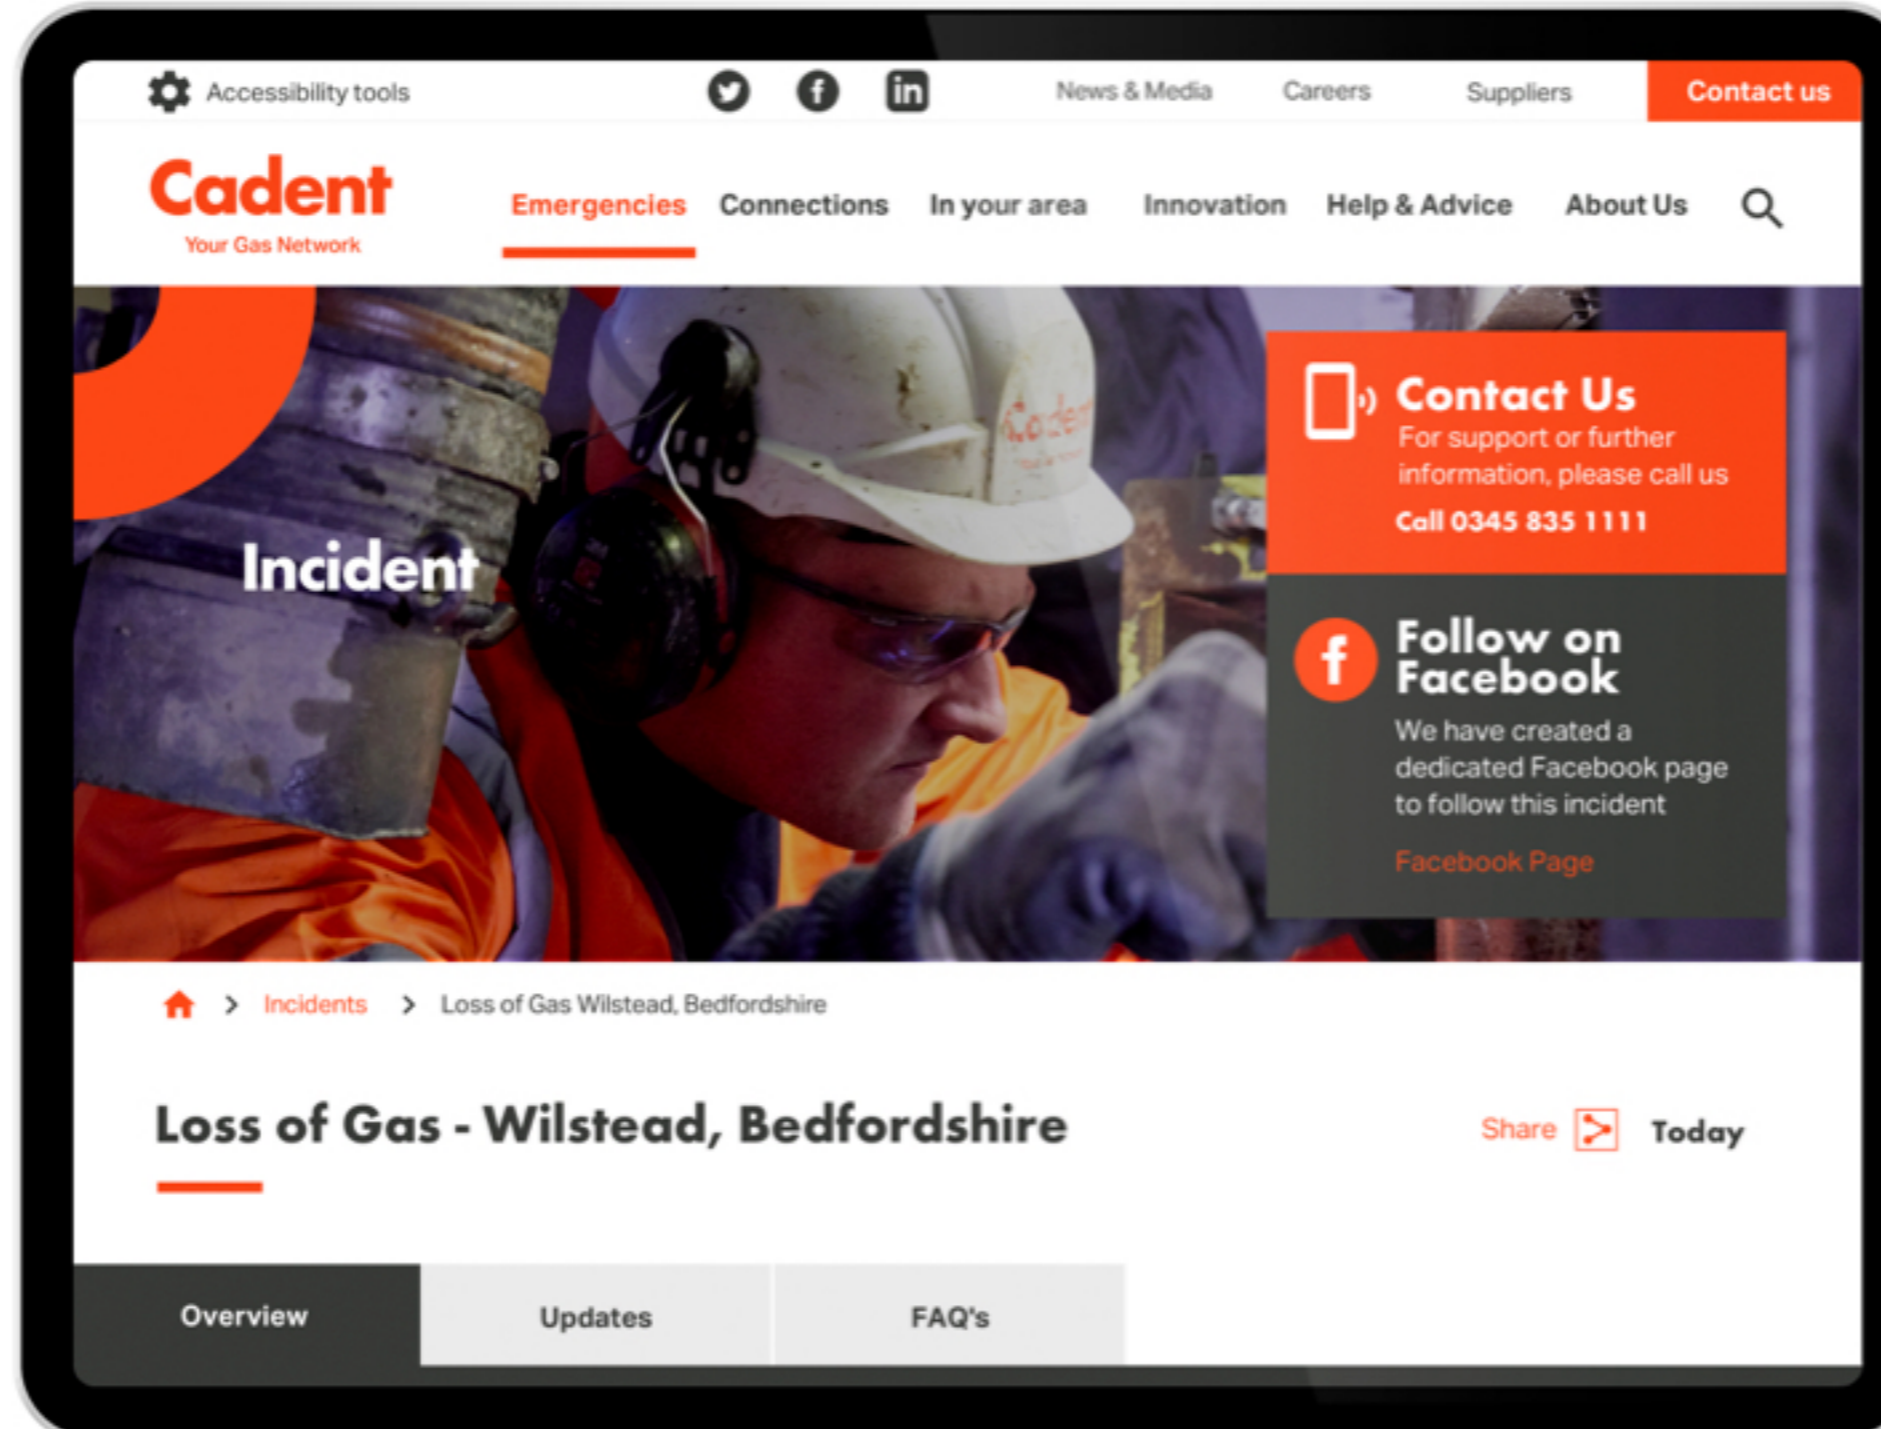 Accessibility tools
News & Media
Careers
Suppliers
Contact us
Cadent
Your Gas Network
Emergencies
Connections
In your area
Innovation
Help & Advice
About Us
Incident
Cadent
Contact Us
For support or further
information, please call us
Call 0345 835 1111
Follow on
Facebook
We have created a
dedicated Facebook page
to follow this incident
Facebook Page
Incidents
Loss of Gas Wilstead, Bedfordshire
Loss of Gas - Wilstead, Bedfordshire
Share
Today
Overview
Updates
FAQ's